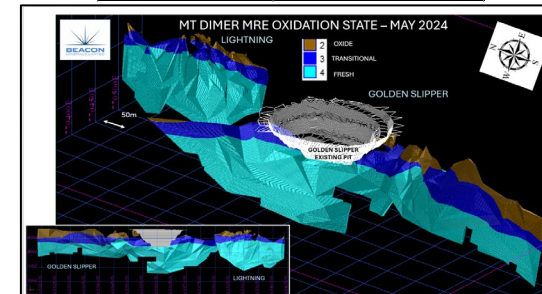 MT DIMER MRE OXIDATION STATE – MAY 2024
BEACON
LIGHTNING
2 OXIDE
3 TRANSITIONAL
4 FRESH
N
E
S
W
GOLDEN SLIPPER
50m
GOLDEN SLIPPER
EXISTING PIT
GOLDEN SLIPPER
LIGHTNING